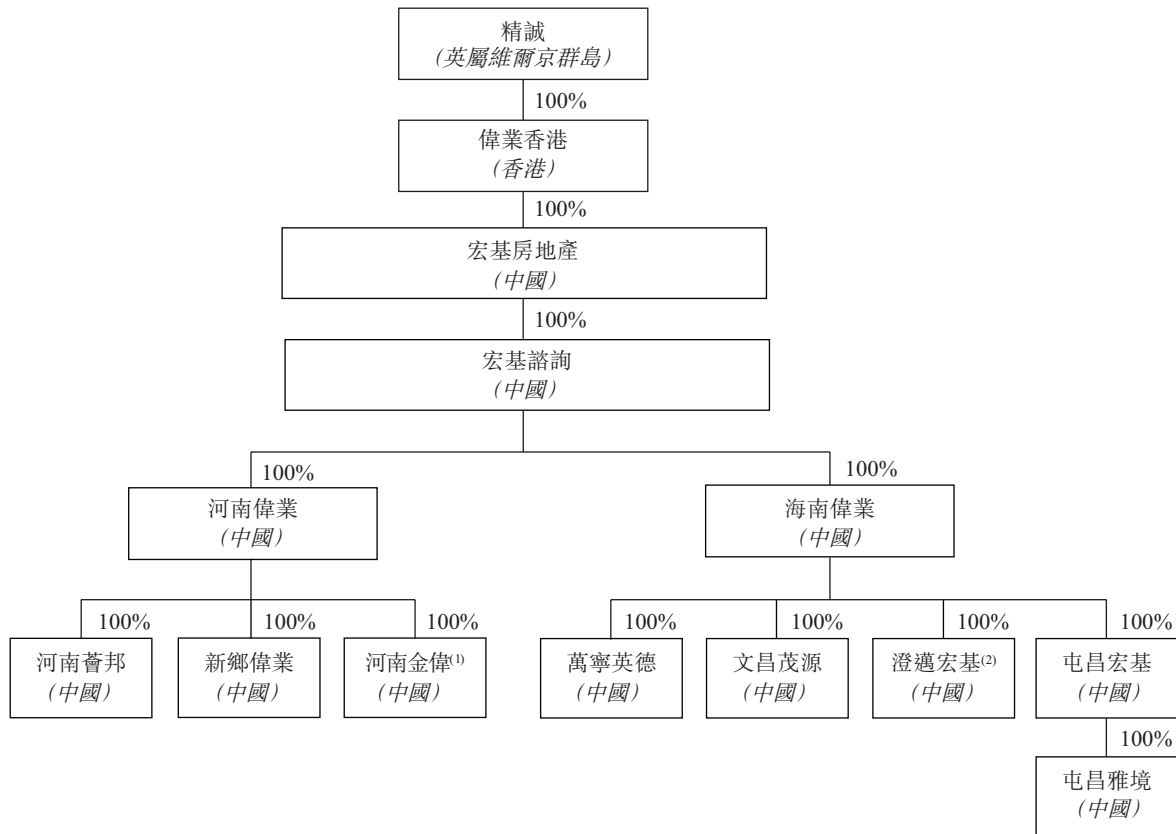 精誠
（英屬維爾京群島）
100%
偉業香港
（香港）
100%
宏基房地產
（中國）
100%
宏基諮詢
（中國）
100%
100%
河南偉業
（中國）
海南偉業
（中國）
100%
100%
100%
100%
100%
100%
100%
河南薈邦
（中國）
新鄉偉業
（中國）
河南金偉(1)
（中國）
萬寧英德
（中國）
文昌茂源
（中國）
澄邁宏基(2)
（中國）
屯昌宏基
（中國）
100%
屯昌雅境
（中國）